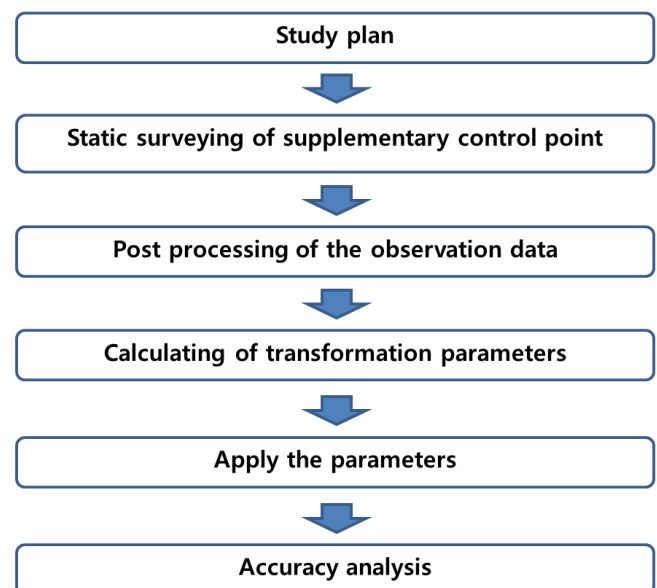 Study plan
Static surveying of supplementary control point
Post processing of the observation data
Calculating of transformation parameters
Apply the parameters
Accuracy analysis